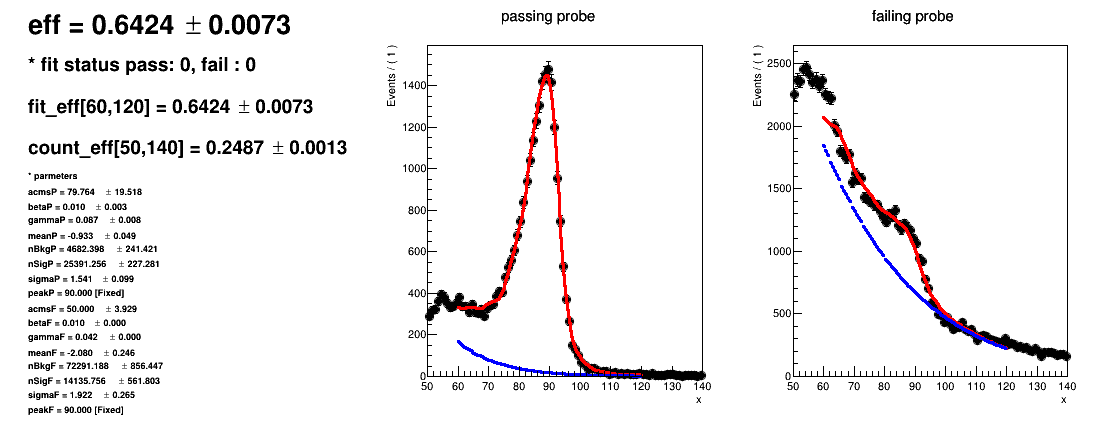 eff = 0.6424 ± 0.0073
* fit status pass: 0, fail : 0
fit_eff[60,120] = 0.6424 ± 0.0073
count_eff[50,140] = 0.2487 ± 0.0013
* parmeters
acmsP = 79.764 ± 19.518
betaP = 0.010 ± 0.003
gammaP = 0.087 ± 0.008
meanP = -0.933 ± 0.049
nBkgP = 4682.398 ± 241.421
nSigP = 25391.256 ± 227.281
sigmaP = 1.541 ± 0.099
peakP = 90.000 [Fixed]
acmsF = 50.000 ± 3.929
betaF = 0.010 ± 0.000
gammaF = 0.042 ± 0.000
meanF = -2.080 ± 0.246
nBkgF = 72291.188 ± 856.447
nSigF = 14135.756 ± 561.803
sigmaF = 1.922 ± 0.265
peakF = 90.000 [Fixed]
passing probe
Events / ( 1 )
1400
1200
1000
800
600
400
200
0
50 60 70 80 90 100 110 120 130 140
x
failing probe
Events / ( 1 )
2500
2000
1500
1000
500
0
50 60 70 80 90 100 110 120 130 140
x